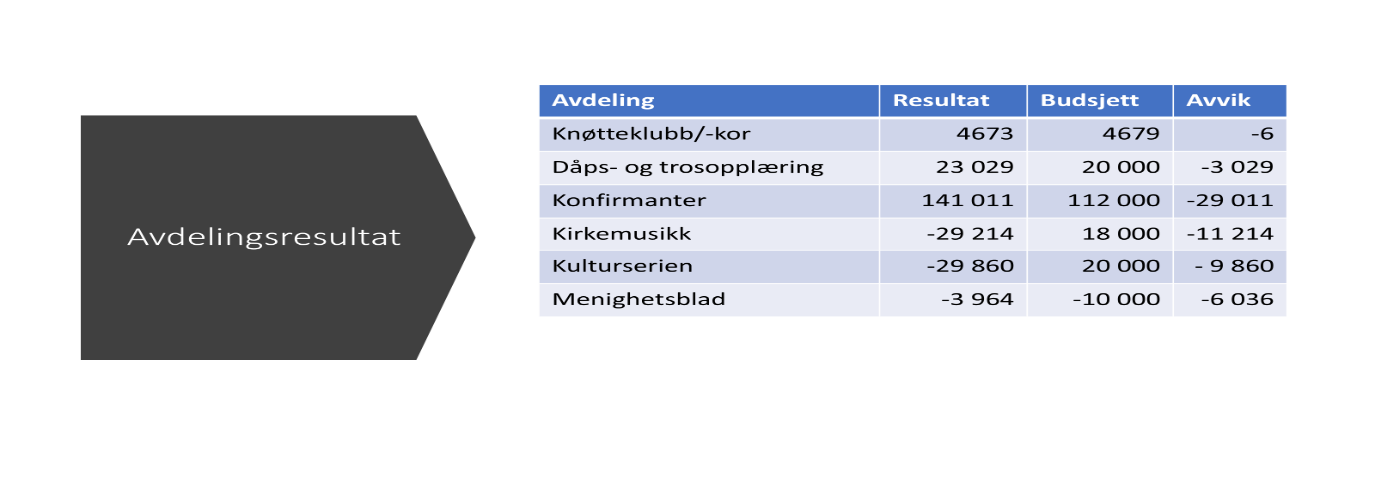 Avdelingsresultat
Avdeling Resultat Budsjett Avvik
Knøtteklubb/-kor 4673 4679 -6
Dåps- og trosopplæring 23 029 20 000 -3 029
Konfirmanter 141 011 112 000 -29 011
Kirkemusikk -29 214 18 000 -11 214
Kulturserien -29 860 20 000 - 9 860
Menighetsblad -3 964 -10 000 -6 036